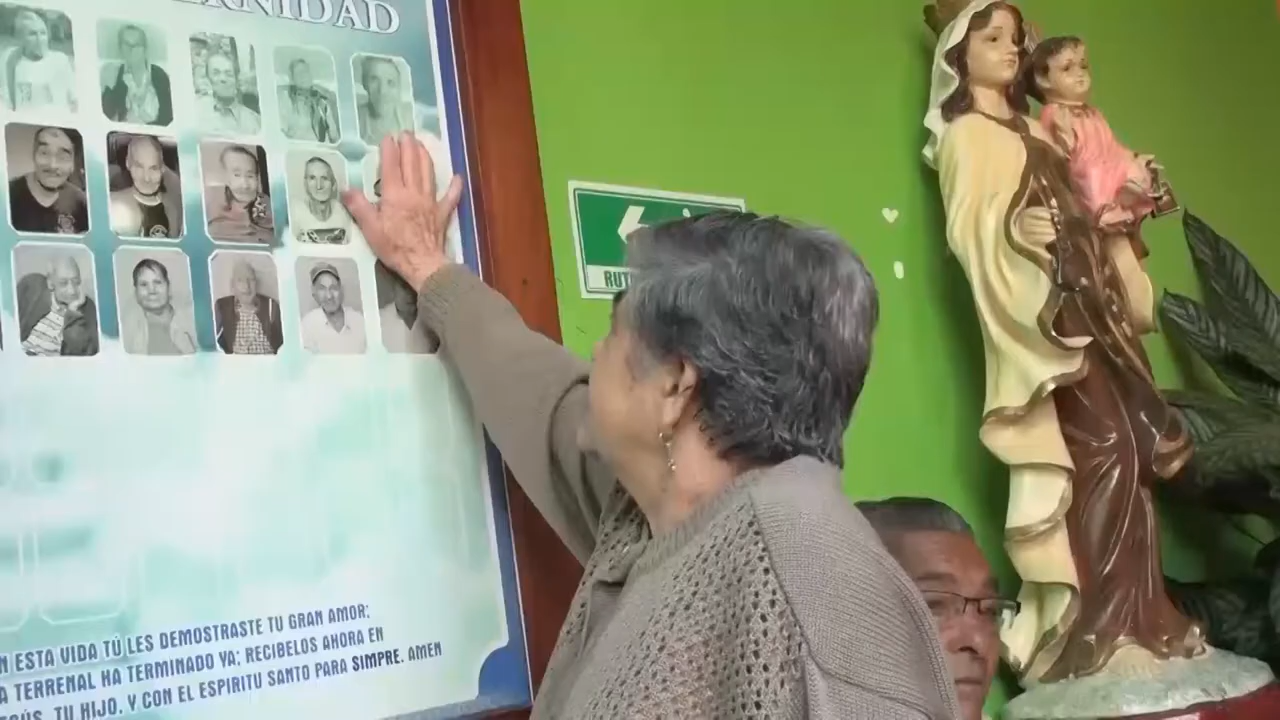 RNIDAD
RUT
N ESTA VIDA TÚ LES DEMOSTRASTE TU GRAN AMOR;
A TERRENAL HA TERMINADO YA; RECIBELOS AHORA EN
TU HIJO. Y CON EL ESPIRITU SANTO PARA SIMPRE. AMEN